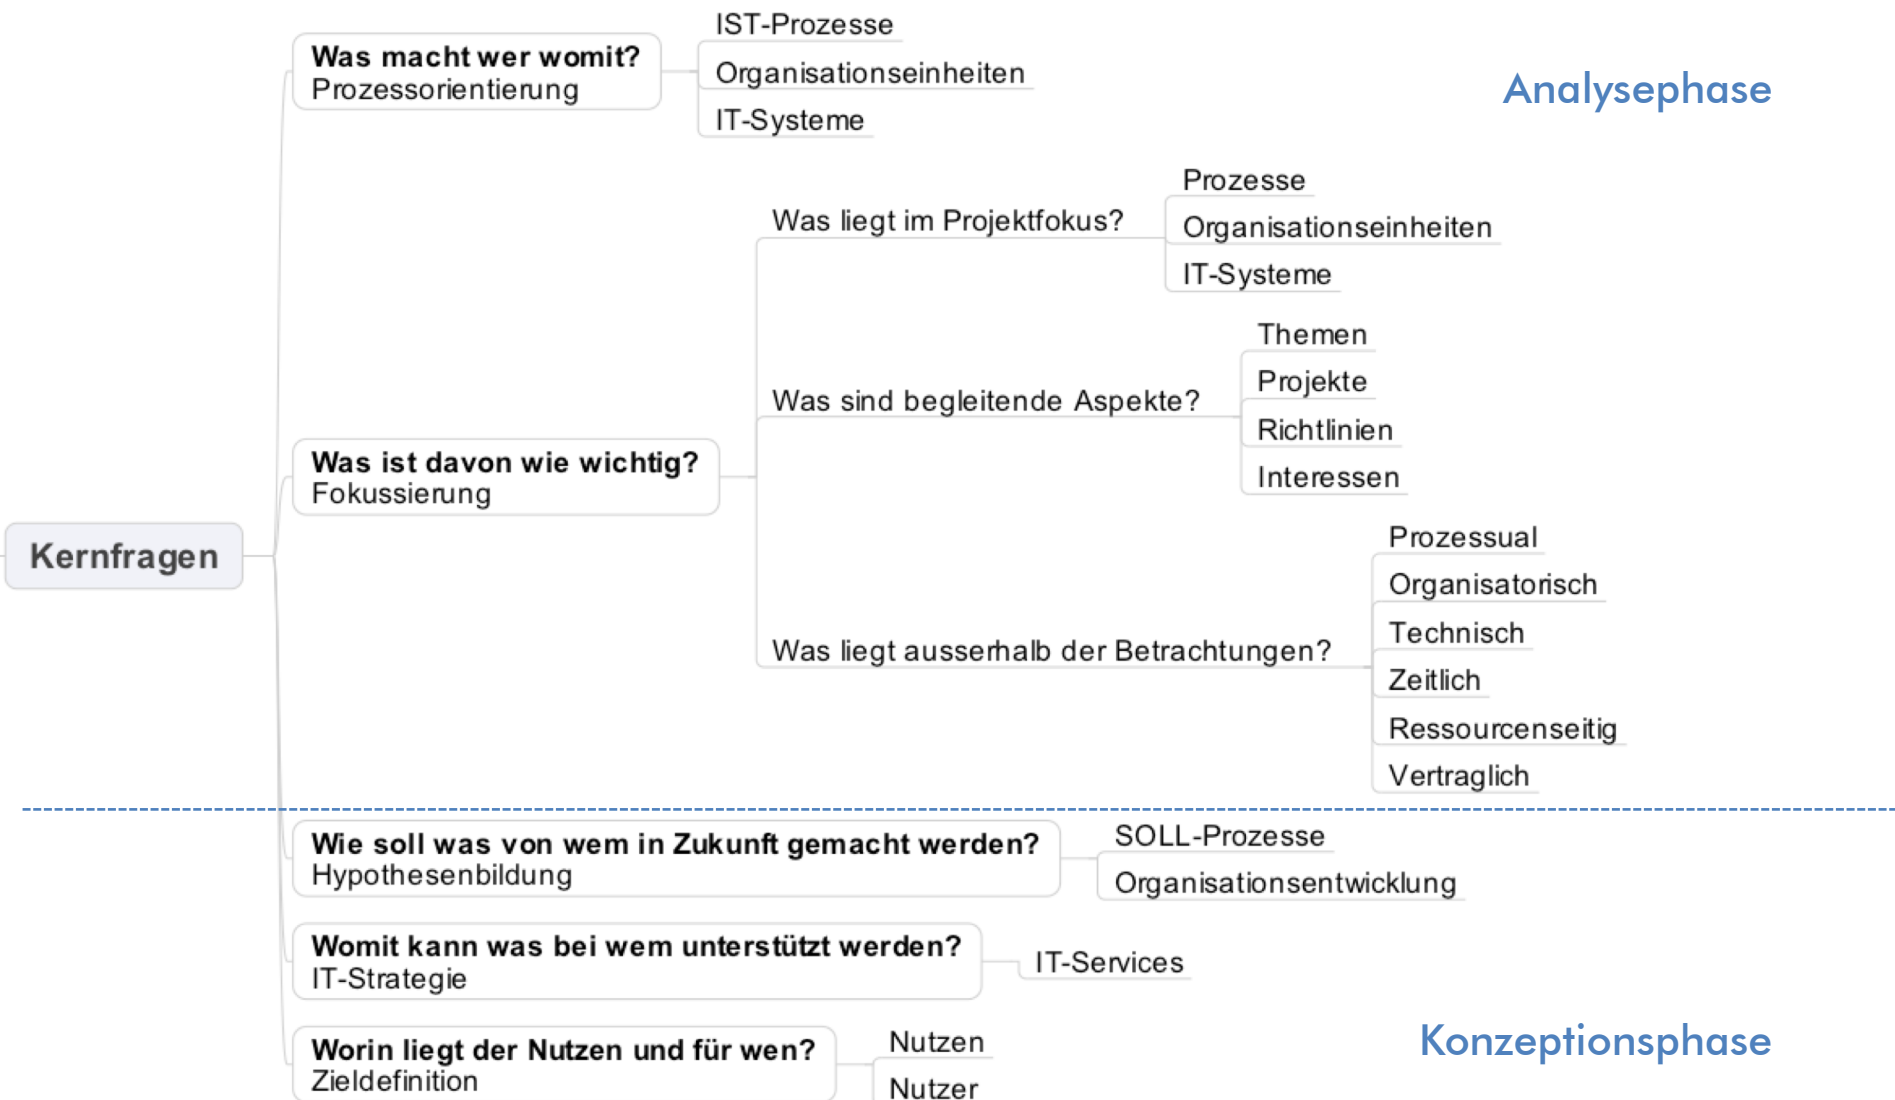 Was macht wer womit?
Prozessorientierung
IST-Prozesse
Organisationseinheiten
IT-Systeme
Analysephase
Was ist davon wie wichtig?
Fokussierung
Was liegt im Projektfokus?
Prozesse
Organisationseinheiten
IT-Systeme
Was sind begleitende Aspekte?
Themen
Projekte
Richtlinien
Interessen
Was liegt ausserhalb der Betrachtungen?
Prozessual
Organisatorisch
Technisch
Zeitlich
Ressourcenseitig
Vertraglich
Kernfragen
Wie soll was von wem in Zukunft gemacht werden?
Hypothesenbildung
SOLL-Prozesse
Organisationsentwicklung
Womit kann was bei wem unterstützt werden?
IT-Strategie
IT-Services
Worin liegt der Nutzen und für wen?
Zieldefinition
Nutzen
Nutzer
Konzeptionsphase